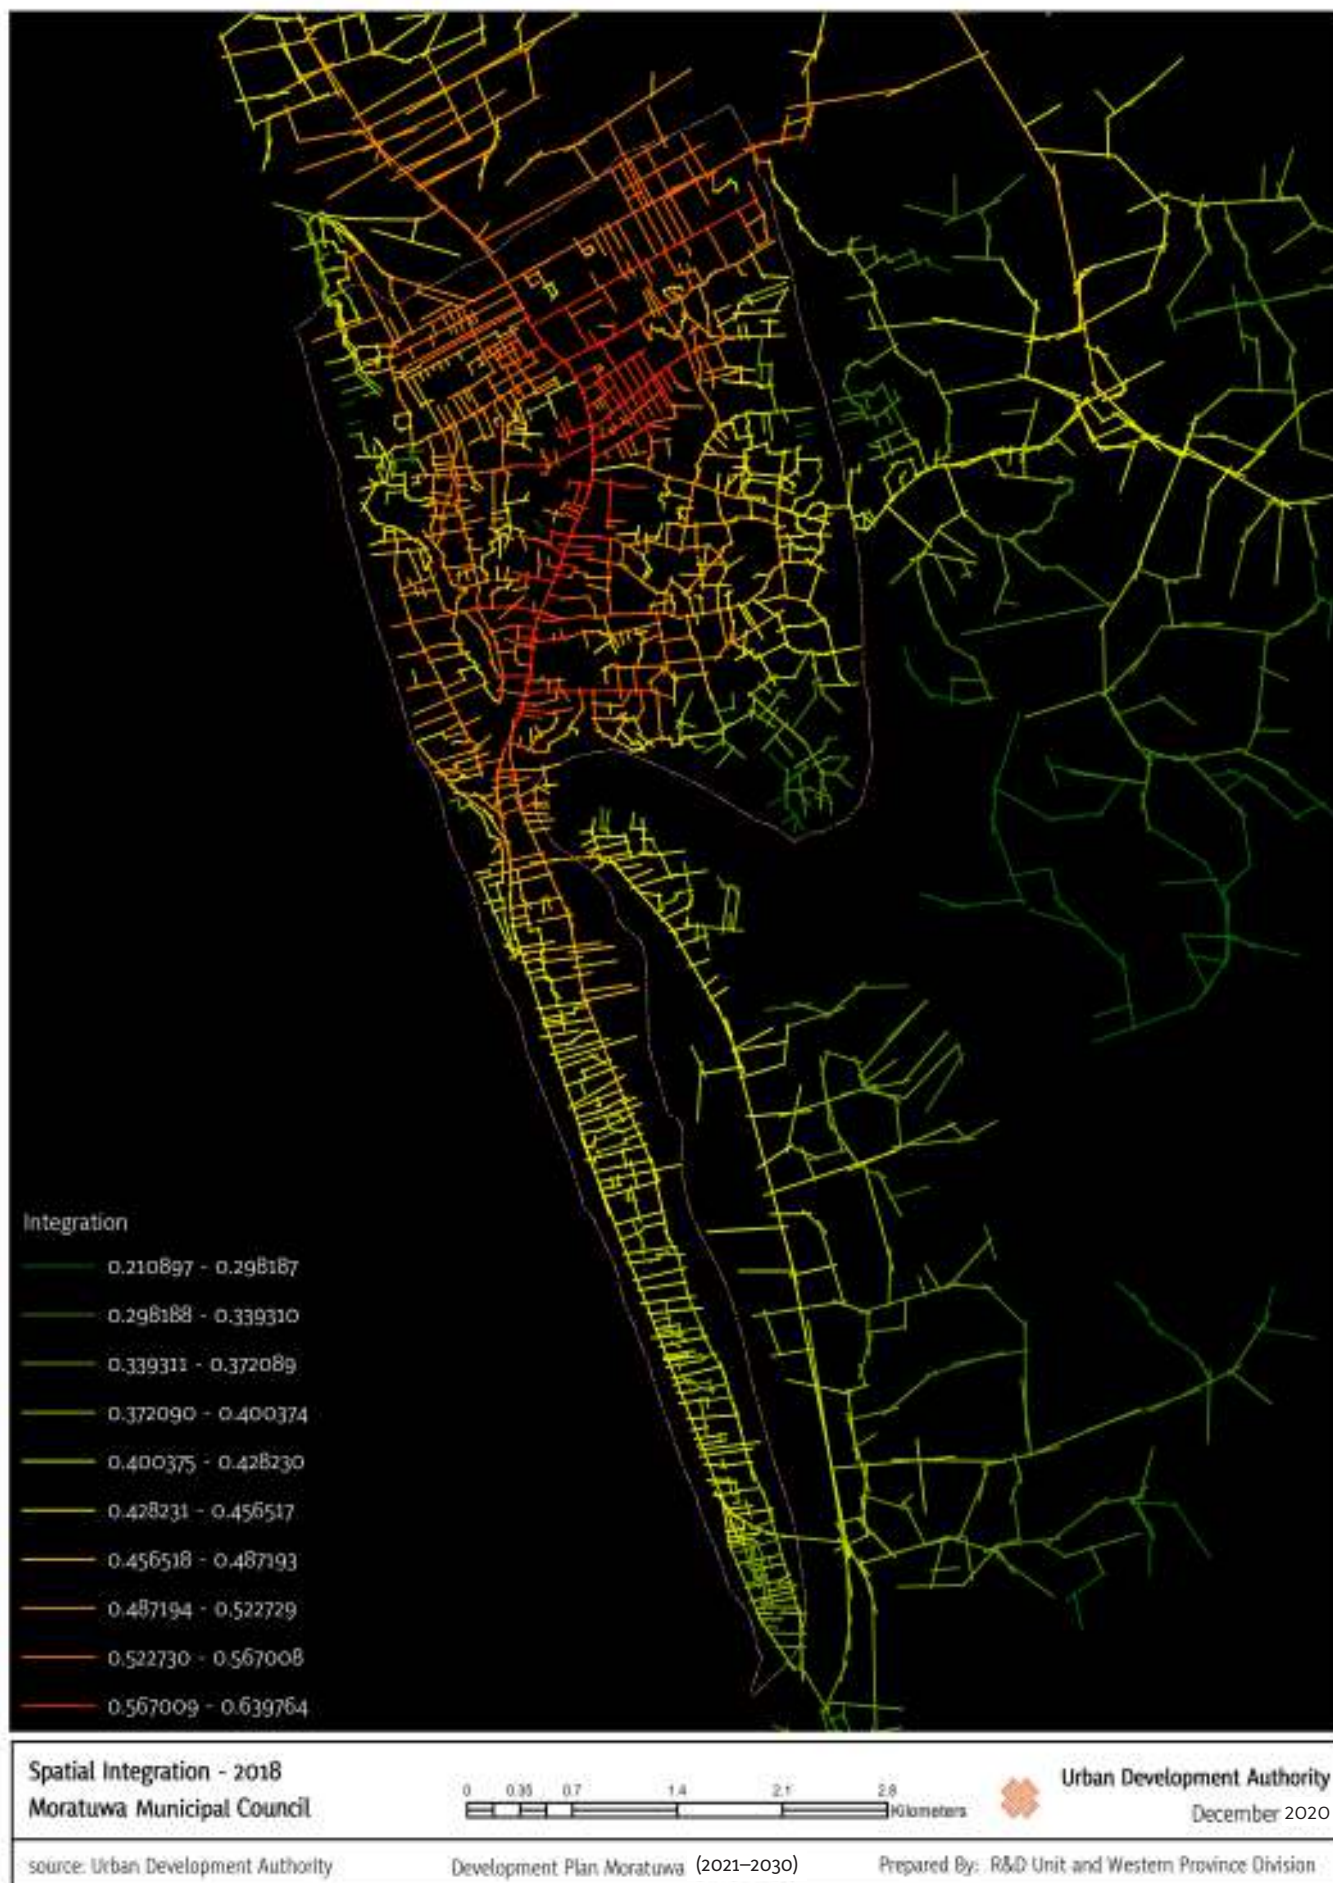 Integration
0.210897 - 0.298187
0.298188 - 0.339310
0.339311 - 0.372089
0.372090 - 0.400374
0.400375 - 0.428230
0.428231 - 0.456517
0.456518 - 0.487193
0.487194 - 0.522729
0.522730 - 0.567008
0.567009 - 0.639764
Spatial Integration - 2018
Moratuwa Municipal Council
0 0.35 0.7 1.4 2.1 2.8
Kilometers
Urban Development Authority
December 2020
source: Urban Development Authority
Development Plan Moratuwa (2021–2030)
Prepared By: R&D Unit and Western Province Division